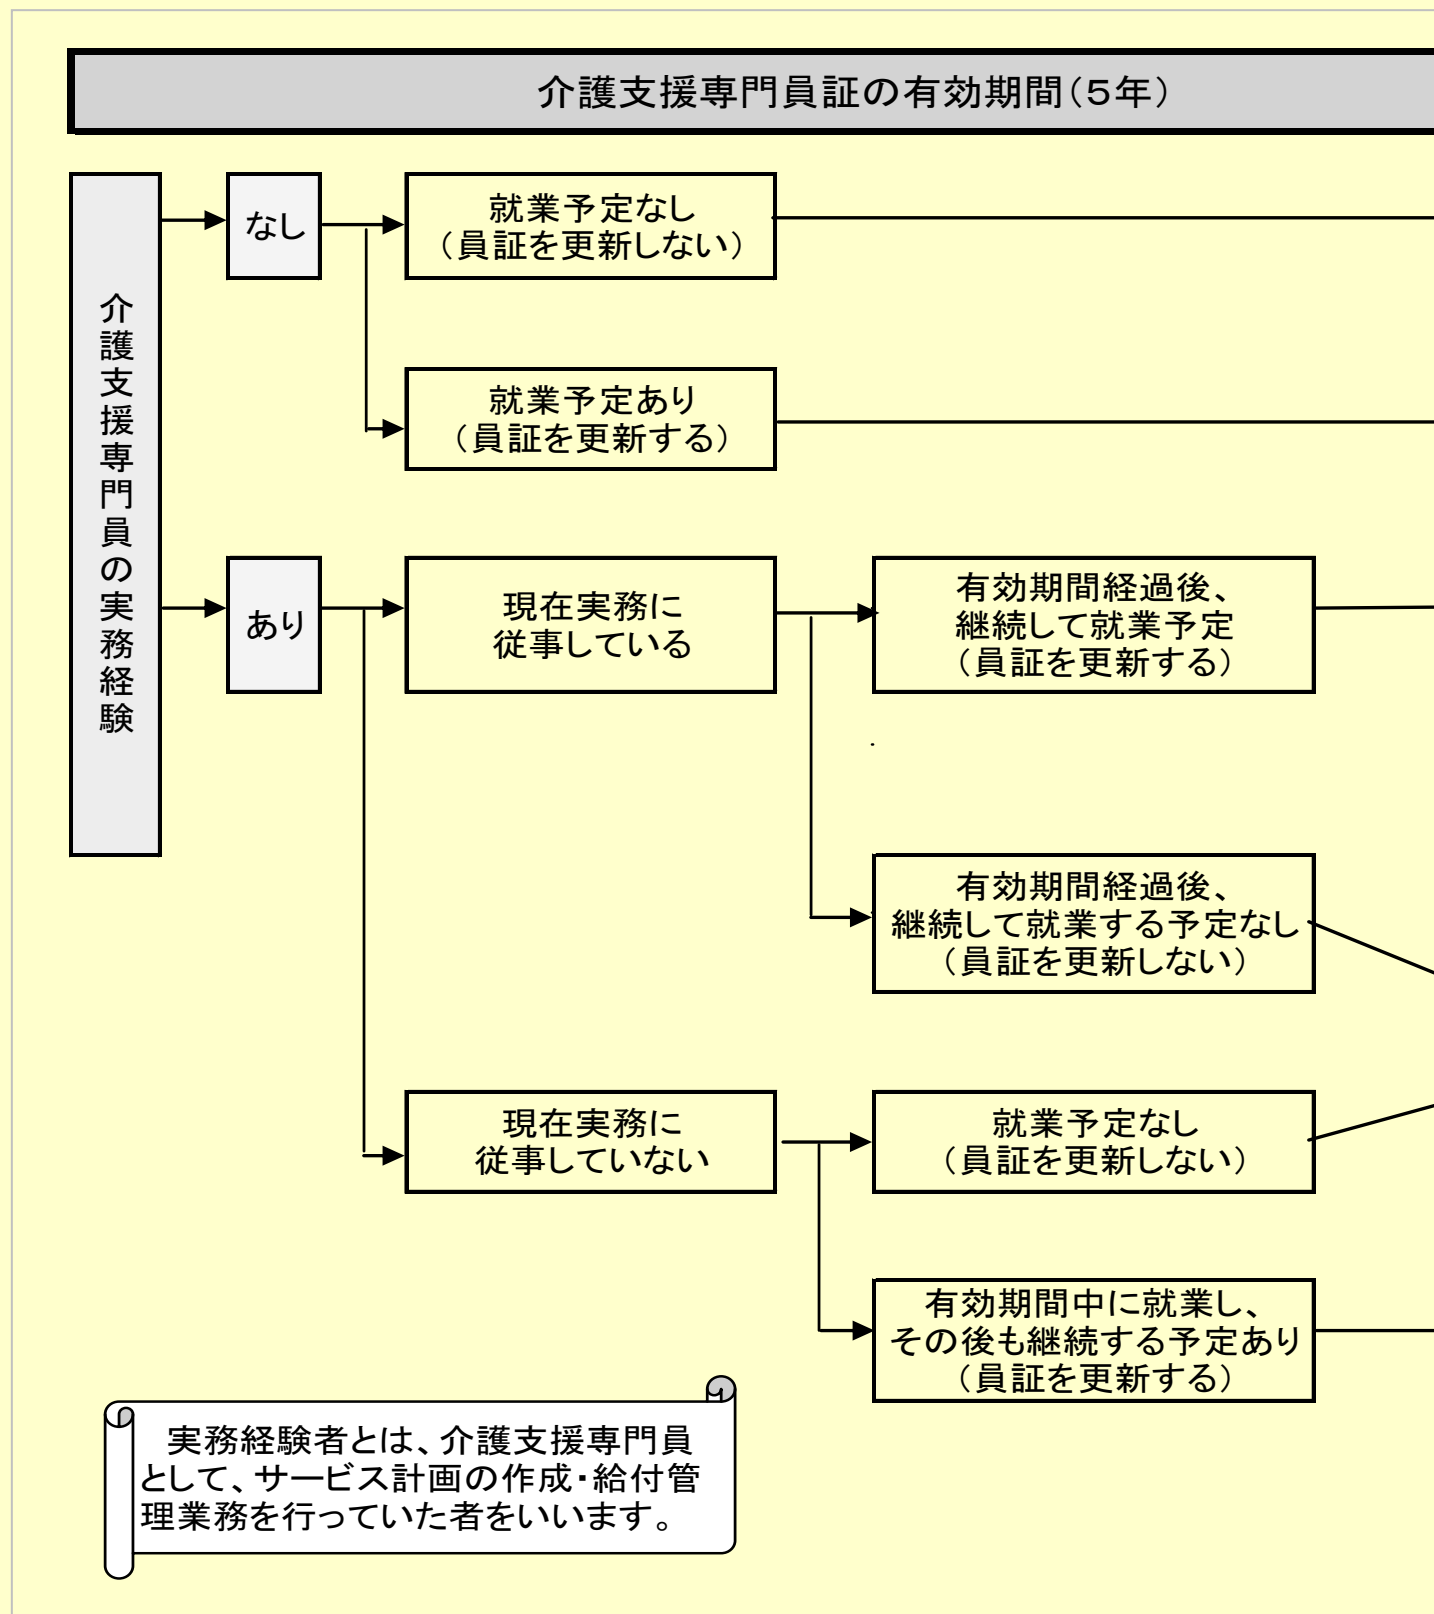 介護支援専門員証の有効期間（５年）
介護支援専門員の実務経験
なし
就業予定なし
（員証を更新しない）
就業予定あり
（員証を更新する）
あり
現在実務に
従事している
有効期間経過後、
継続して就業予定
（員証を更新する）
有効期間経過後、
継続して就業する予定なし
（員証を更新しない）
現在実務に
従事していない
就業予定なし
（員証を更新しない）
有効期間中に就業し、
その後も継続する予定あり
（員証を更新する）
実務経験者とは、介護支援専門員
として、サービス計画の作成・給付管
理業務を行っていた者をいいます。